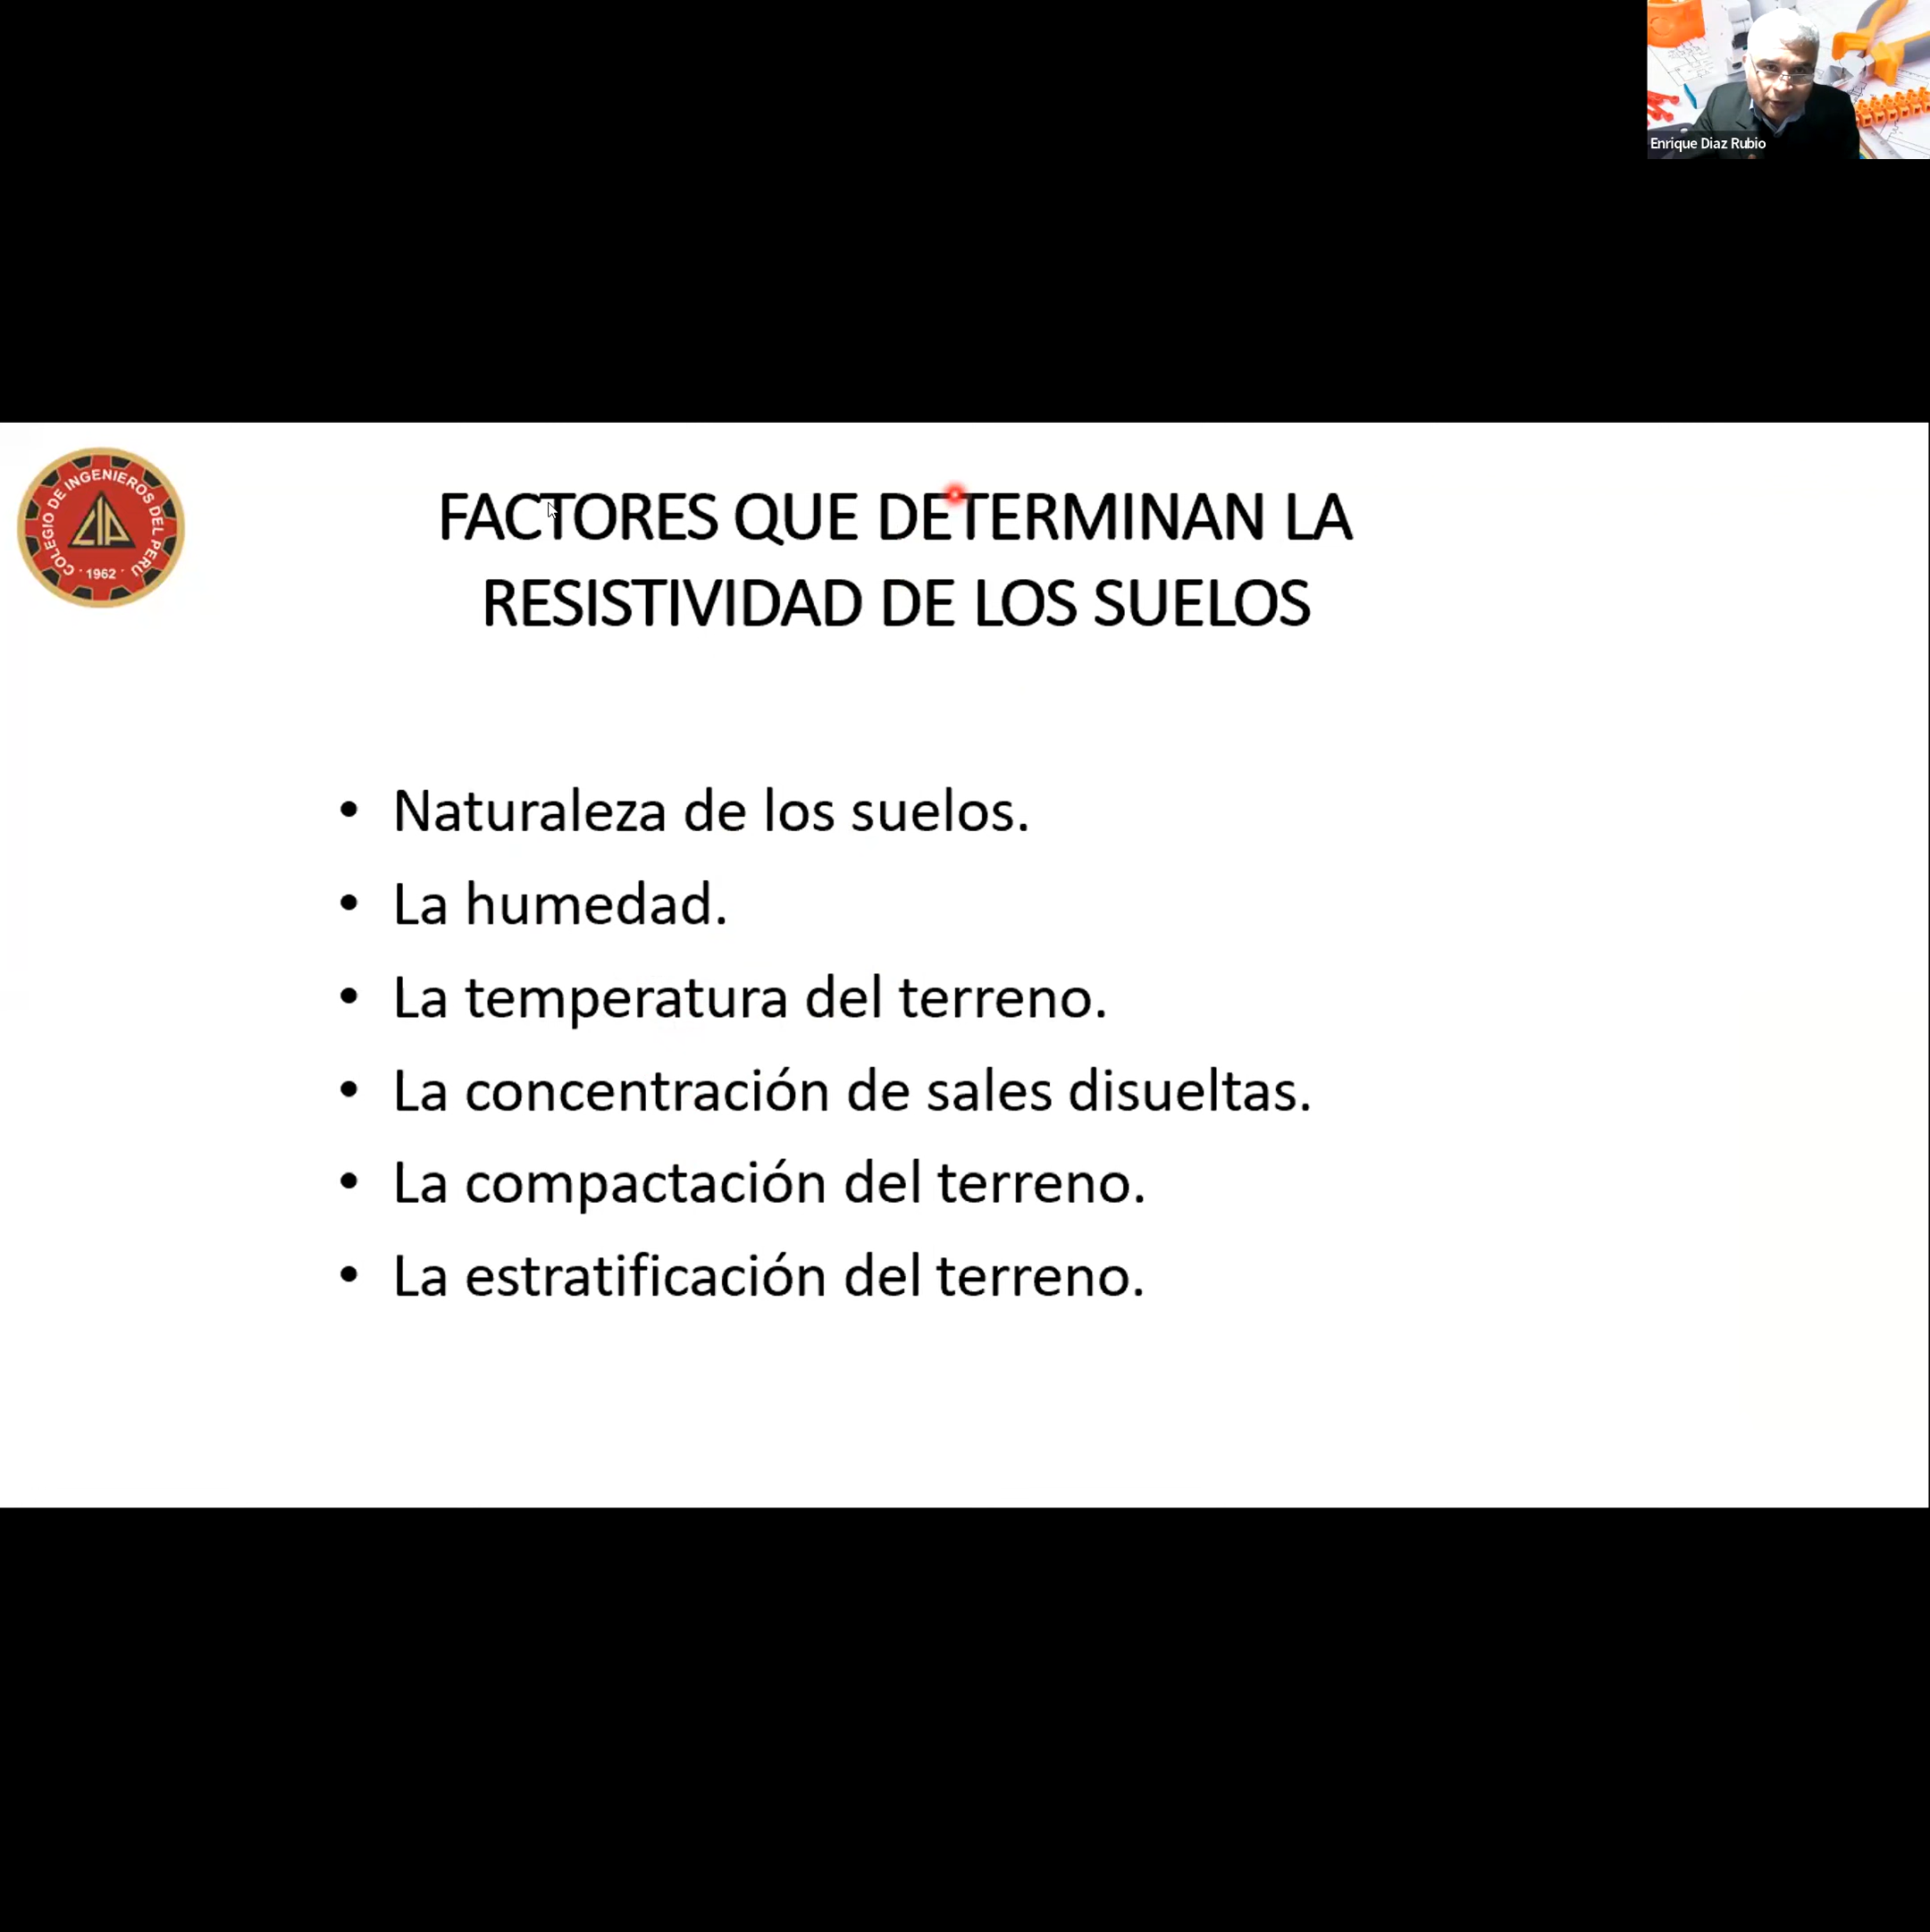 Enrique Diaz Rubio
COLEGIO DE INGENIEROS DEL PERÚ
CIP
· 1962 ·
FACTORES QUE DETERMINAN LA
RESISTIVIDAD DE LOS SUELOS
• Naturaleza de los suelos.
• La humedad.
• La temperatura del terreno.
• La concentración de sales disueltas.
• La compactación del terreno.
• La estratificación del terreno.